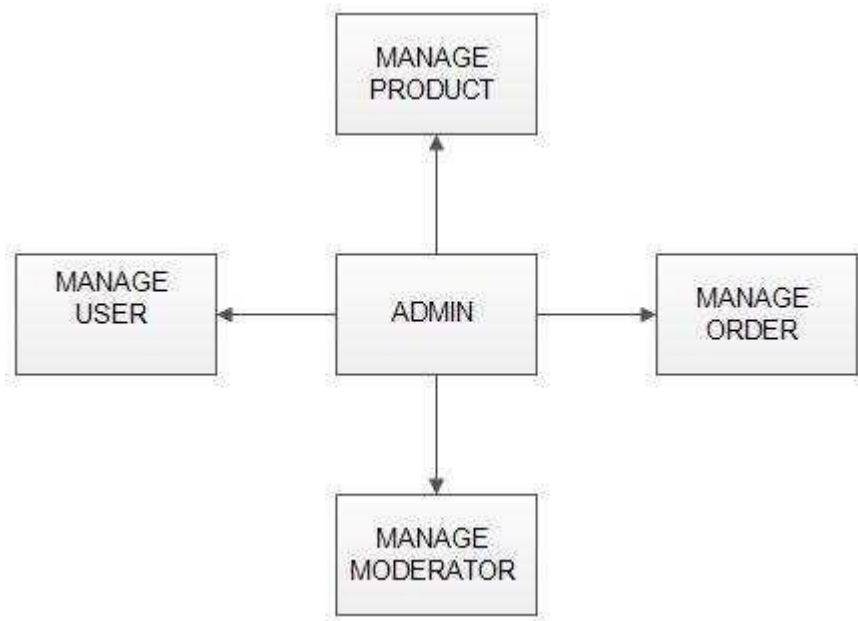 MANAGE
PRODUCT
MANAGE
USER
ADMIN
MANAGE
ORDER
MANAGE
MODERATOR